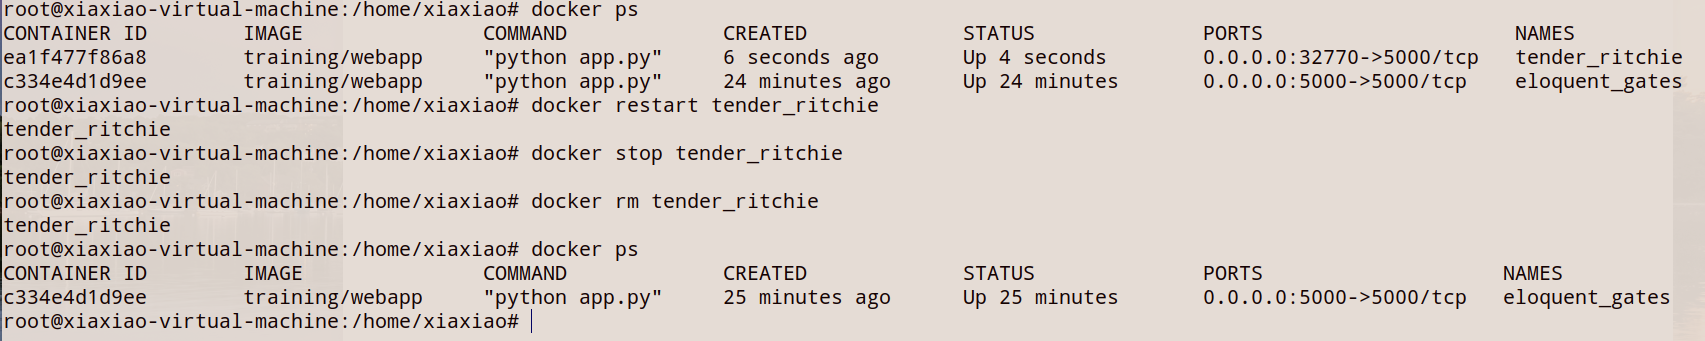 root@xiaxiao-virtual-machine:/home/xiaxiao# docker ps
CONTAINER ID        IMAGE               COMMAND             CREATED             STATUS              PORTS                     NAMES
ea1f477f86a8        training/webapp     "python app.py"     6 seconds ago       Up 4 seconds        0.0.0.0:32770->5000/tcp   tender_ritchie
c334e4d1d9ee        training/webapp     "python app.py"     24 minutes ago      Up 24 minutes       0.0.0.0:5000->5000/tcp    eloquent_gates
root@xiaxiao-virtual-machine:/home/xiaxiao# docker restart tender_ritchie
tender_ritchie
root@xiaxiao-virtual-machine:/home/xiaxiao# docker stop tender_ritchie
tender_ritchie
root@xiaxiao-virtual-machine:/home/xiaxiao# docker rm tender_ritchie
tender_ritchie
root@xiaxiao-virtual-machine:/home/xiaxiao# docker ps
CONTAINER ID        IMAGE               COMMAND             CREATED             STATUS              PORTS                    NAMES
c334e4d1d9ee        training/webapp     "python app.py"     25 minutes ago      Up 25 minutes       0.0.0.0:5000->5000/tcp   eloquent_gates
root@xiaxiao-virtual-machine:/home/xiaxiao#